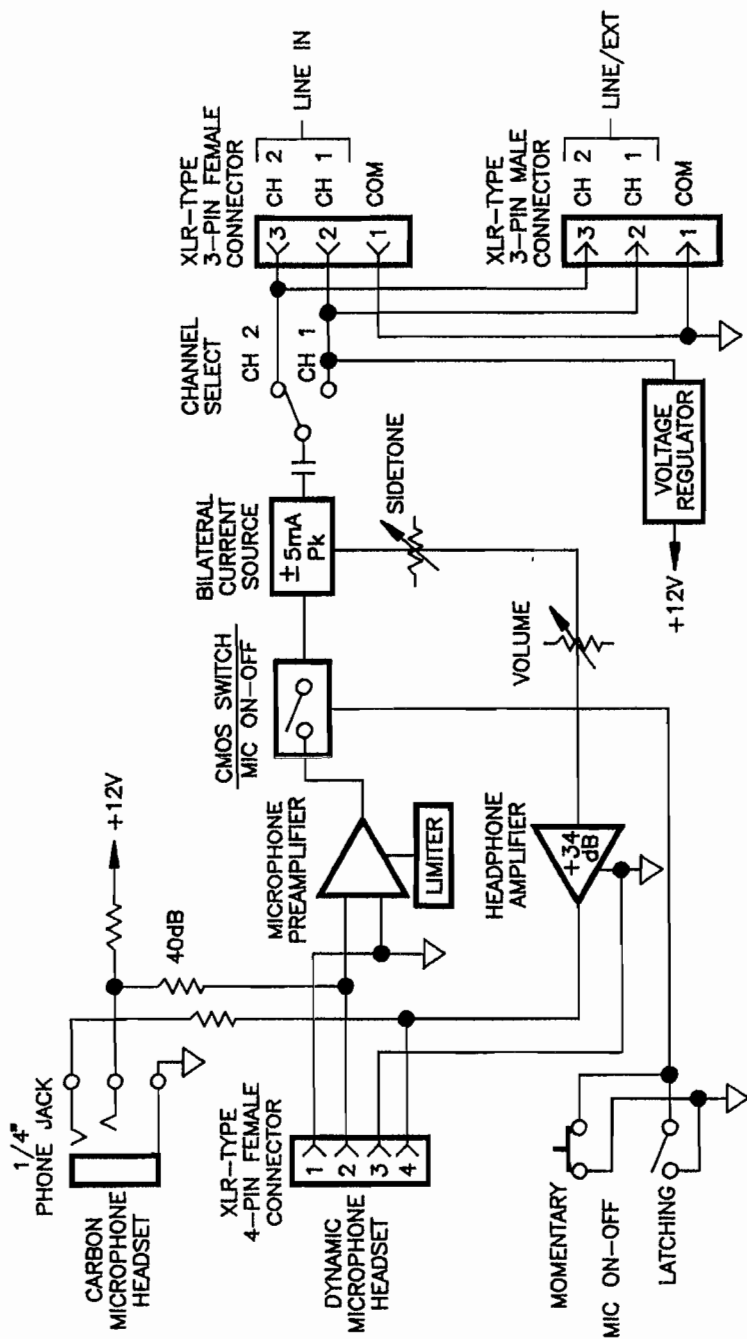 1/4"
PHONE JACK
CARBON
MICROPHONE
HEADSET
+12V
40dB
XLR-TYPE
4-PIN FEMALE
CONNECTOR
1
2
3
4
DYNAMIC
MICROPHONE
HEADSET
MOMENTARY
MIC ON-OFF
LATCHING
MICROPHONE
PREAMPLIFIER
LIMITER
CMOS SWITCH
MIC ON-OFF
BILATERAL
CURRENT
SOURCE
±5mA
Pk
SIDETONE
VOLUME
HEADPHONE
AMPLIFIER
+34
dB
CHANNEL
SELECT
CH 2
CH 1
XLR-TYPE
3-PIN FEMALE
CONNECTOR
3 CH 2
2 CH 1
1 COM
LINE IN
XLR-TYPE
3-PIN MALE
CONNECTOR
3 CH 2
2 CH 1
1 COM
LINE/EXT
VOLTAGE
REGULATOR
+12V